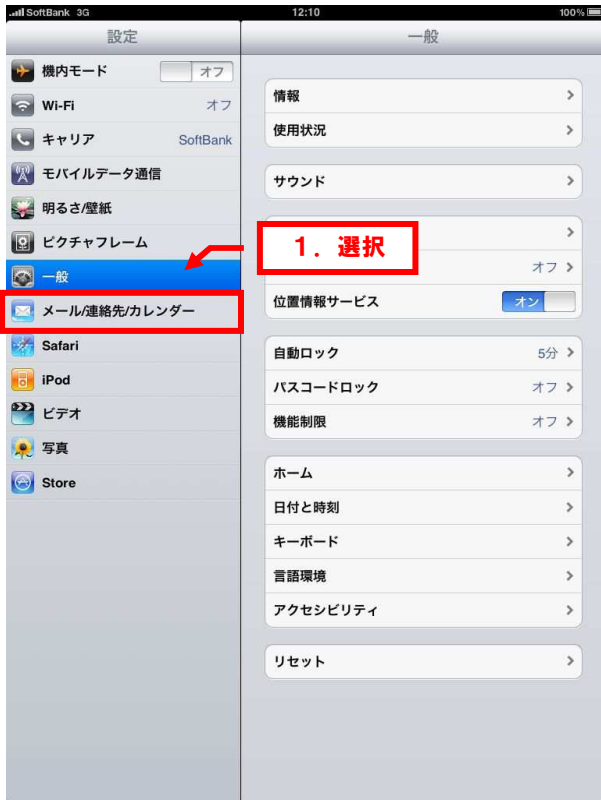 SoftBank 3G 12:10 100%
設定
一般
機内モード オフ
Wi-Fi オフ
キャリア SoftBank
モバイルデータ通信
明るさ/壁紙
ピクチャフレーム
一般
メール/連絡先/カレンダー
Safari
iPod
ビデオ
写真
Store
情報
使用状況
サウンド
1. 選択
オフ
位置情報サービス オン
自動ロック 5分
パスコードロック オフ
機能制限 オフ
ホーム
日付と時刻
キーボード
言語環境
アクセシビリティ
リセット